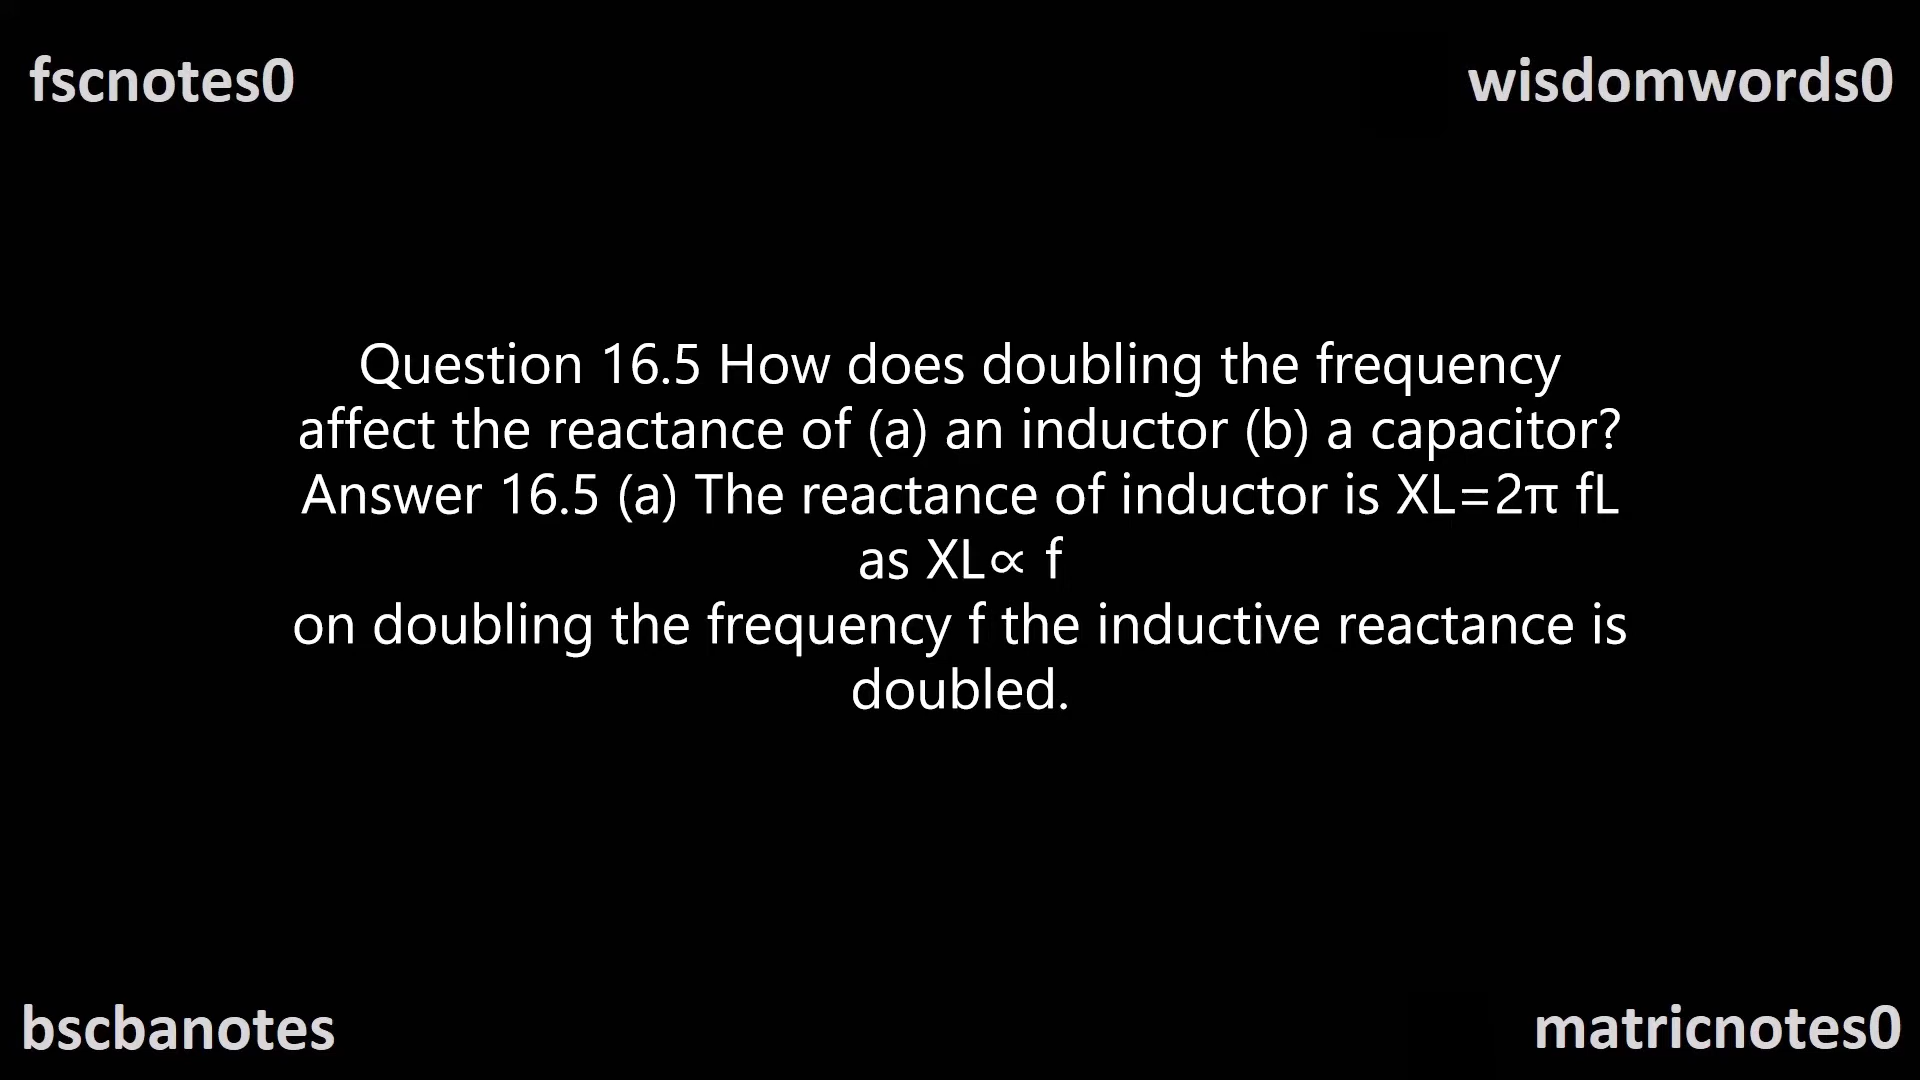 fscnotes0
wisdomwords0
Question 16.5 How does doubling the frequency
affect the reactance of (a) an inductor (b) a capacitor?
Answer 16.5 (a) The reactance of inductor is XL=2π fL
as XL∝ f
on doubling the frequency f the inductive reactance is
doubled.
bscbanotes
matricnotes0